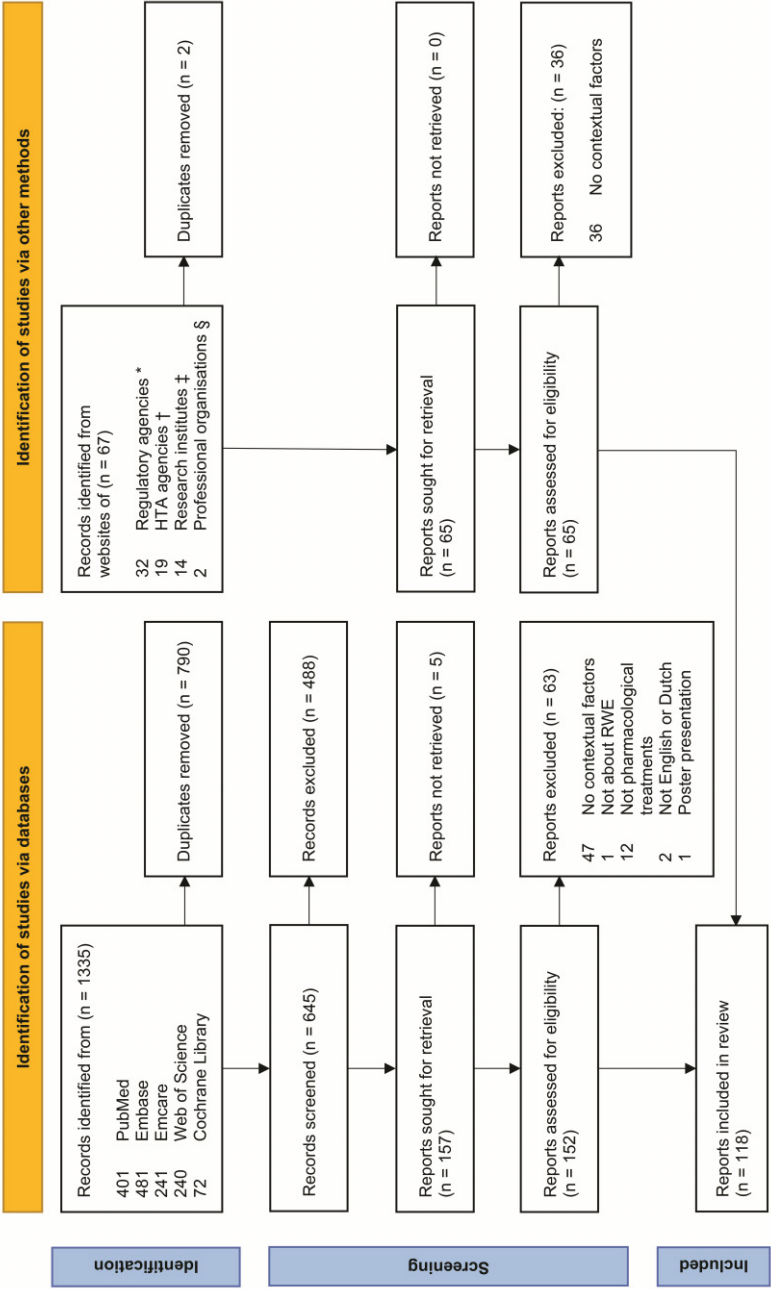 Identification of studies via databases
Identification of studies via other methods
Identification
Records identified from (n = 1335)
401 PubMed
481 Embase
241 Emcare
240 Web of Science
72 Cochrane Library
Duplicates removed (n = 790)
Records identified from
websites of (n = 67)
32 Regulatory agencies *
19 HTA agencies †
14 Research institutes ‡
2 Professional organisations §
Duplicates removed (n = 2)
Screening
Records screened (n = 645)
Records excluded (n = 488)
Reports sought for retrieval
(n = 157)
Reports not retrieved (n = 5)
Reports sought for retrieval
(n = 65)
Reports not retrieved (n = 0)
Reports assessed for eligibility
(n = 152)
Reports excluded (n = 63)
47 No contextual factors
1 Not about RWE
12 Not pharmacological
treatments
2 Not English or Dutch
1 Poster presentation
Reports assessed for eligibility
(n = 65)
Reports excluded: (n = 36)
36 No contextual factors
Included
Reports included in review
(n = 118)